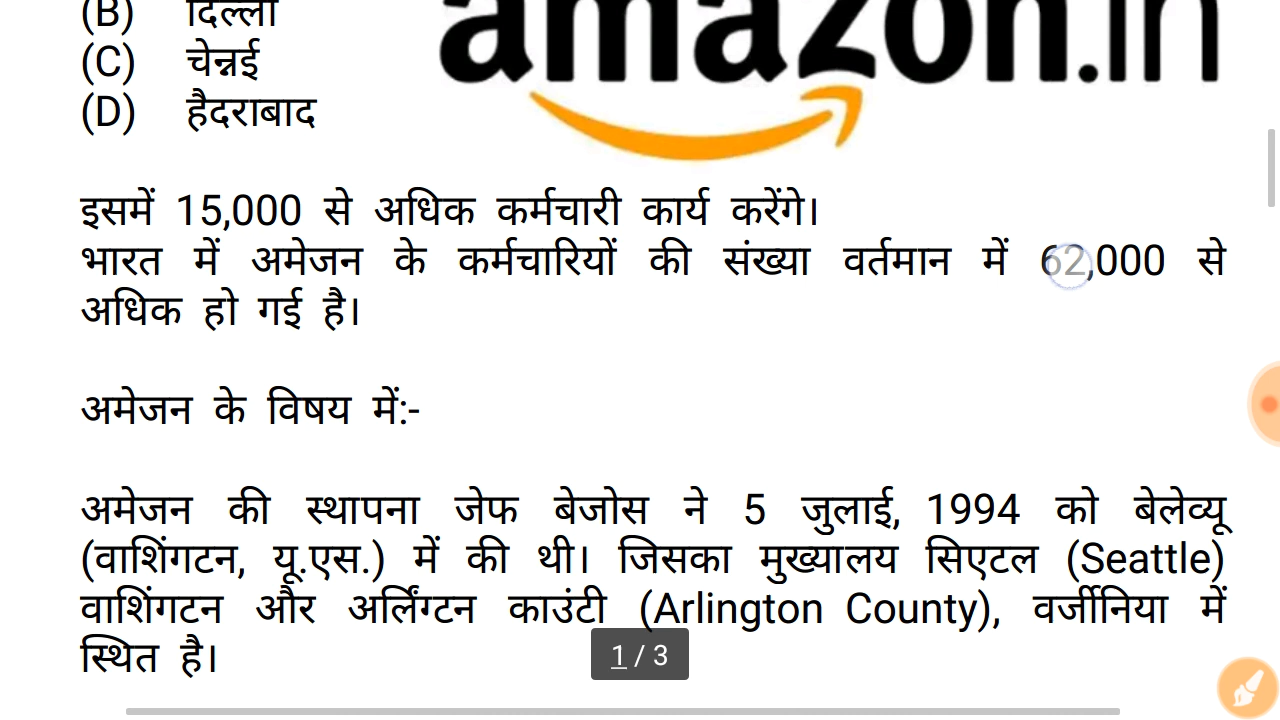 (B) दिल्ली
amazon.in
(C) चेन्नई
(D) हैदराबाद
इसमें 15,000 से अधिक कर्मचारी कार्य करेंगे।
भारत में अमेजन के कर्मचारियों की संख्या वर्तमान में 62,000 से
अधिक हो गई है।
अमेजन के विषय में:-
अमेजन की स्थापना जेफ बेजोस ने 5 जुलाई, 1994 को बेलेव्यू
(वाशिंगटन, यू.एस.) में की थी। जिसका मुख्यालय सिएटल (Seattle)
वाशिंगटन और अर्लिंग्टन काउंटी (Arlington County), वर्जीनिया में
स्थित है।
1 / 3